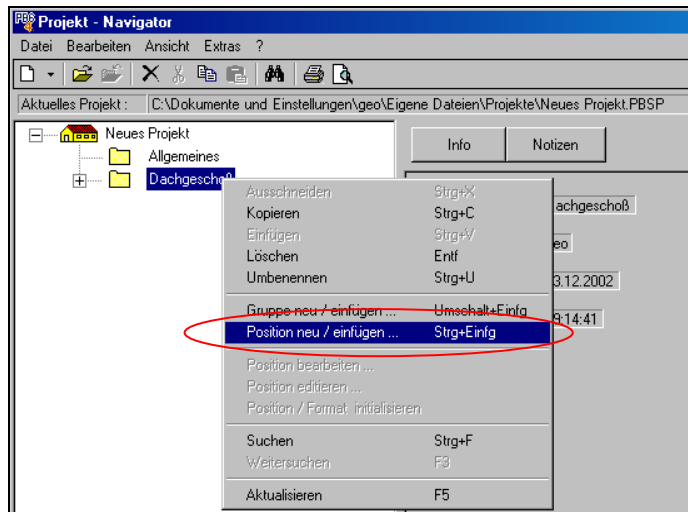 Projekt - Navigator
Datei Bearbeiten Ansicht Extras ?
Aktuelles Projekt : C:\Dokumente und Einstellungen\geo\Eigene Dateien\Projekte\Neues Projekt.PBSP
Neues Projekt
Allgemeines
Dachgeschoß
Info Notizen
Ausschneiden Strg+X
Kopieren Strg+C
achgeschoß
Einfügen Strg+V
eo
Löschen Entf
Umbenennen Strg+U
3.12.2002
Gruppe neu / einfügen ... Umschalt+Einfg
9:14:41
Position neu / einfügen ... Strg+Einfg
Position bearbeiten ...
Position editieren ...
Position / Format initialisieren
Suchen Strg+F
Weitersuchen F3
Aktualisieren F5